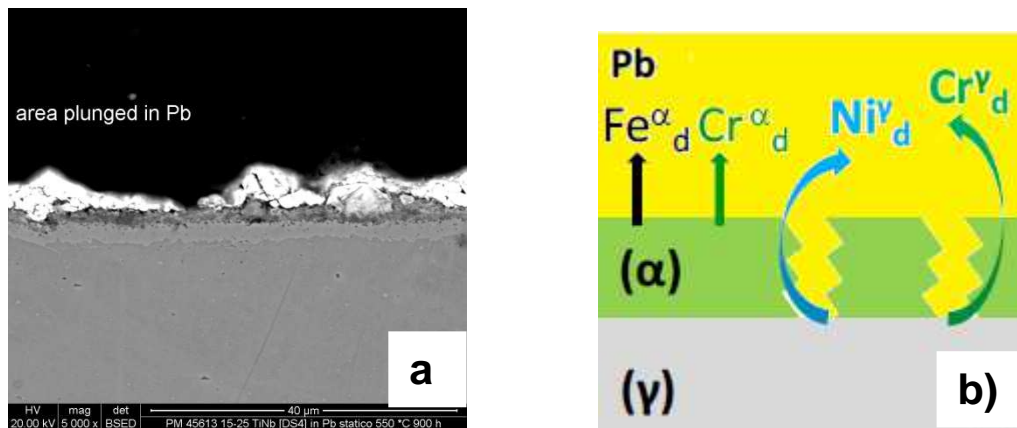 area plunged in Pb
a
HV mag det 40 µm
20.00 kV 5 000 x BSED PM 45613 15-25 TiNb [DS4] in Pb statico 550 °C 900 h
Pb
Fe^α_d Cr^α_d Ni^γ_d Cr^γ_d
(α)
(γ)
b)